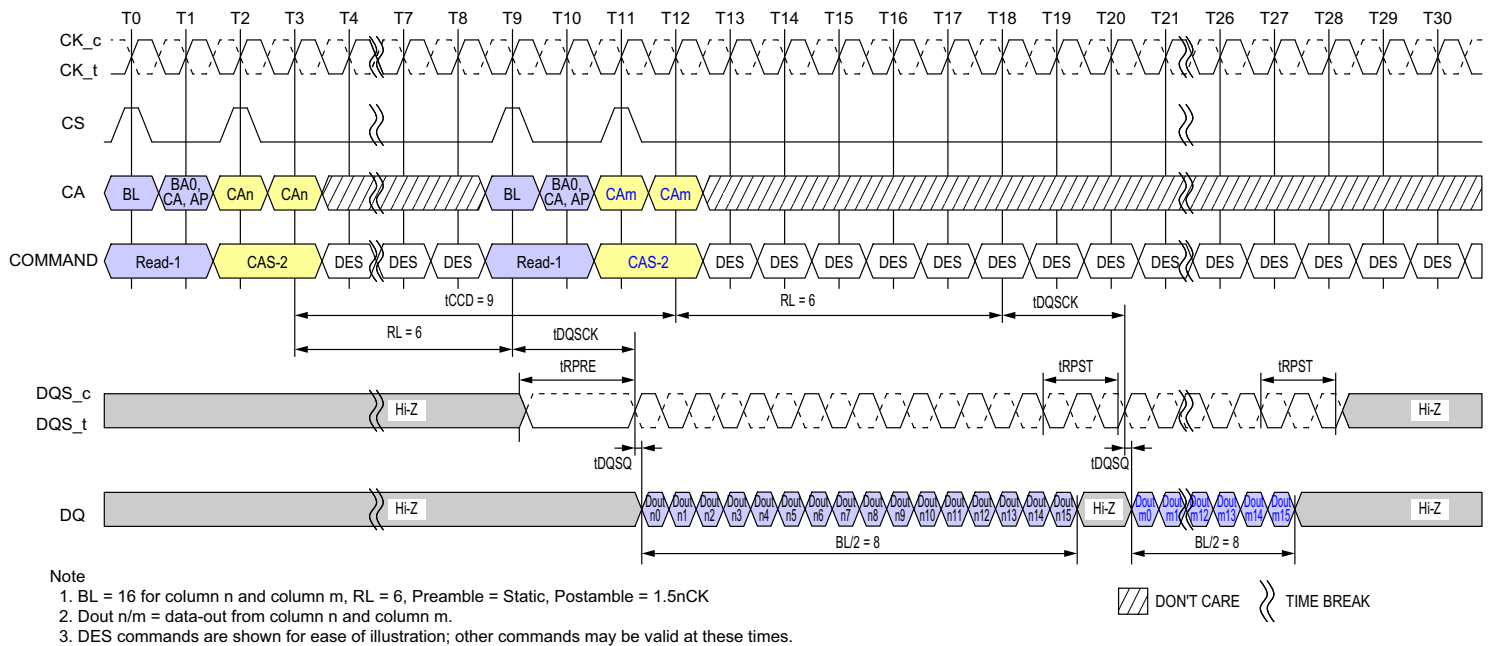 T0 T1 T2 T3 T4 T7 T8 T9 T10 T11 T12 T13 T14 T15 T16 T17 T18 T19 T20 T21 T26 T27 T28 T29 T30
CK_c
CK_t
CS
CA BL BA0, CA, AP CAn CAn BL BA0, CA, AP CAm CAm
COMMAND Read-1 CAS-2 DES DES DES Read-1 CAS-2 DES DES DES DES DES DES DES DES DES DES DES DES DES DES
tCCD = 9 RL = 6 tDQSCK
RL = 6 tDQSCK
tRPRE tRPST tRPST
DQS_c
DQS_t
Hi-Z Hi-Z
tDQSQ tDQSQ
DQ Hi-Z Dout n0 Dout n1 Dout n2 Dout n3 Dout n4 Dout n5 Dout n6 Dout n7 Dout n8 Dout n9 Dout n10 Dout n11 Dout n12 Dout n13 Dout n14 Dout n15 Hi-Z Dout m0 Dout m1 Dout m12 Dout m13 Dout m14 Dout m15 Hi-Z
BL/2 = 8 BL/2 = 8
Note
1. BL = 16 for column n and column m, RL = 6, Preamble = Static, Postamble = 1.5nCK
2. Dout n/m = data-out from column n and column m.
3. DES commands are shown for ease of illustration; other commands may be valid at these times.
DON'T CARE TIME BREAK